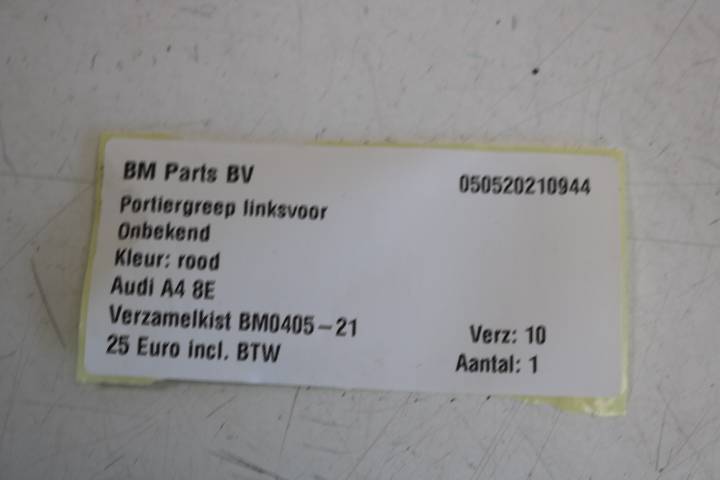 BM Parts BV
050520210944
Portiergreep linksvoor
Onbekend
Kleur: rood
Audi A4 8E
Verzamelkist BM0405-21
Verz: 10
25 Euro incl. BTW
Aantal: 1